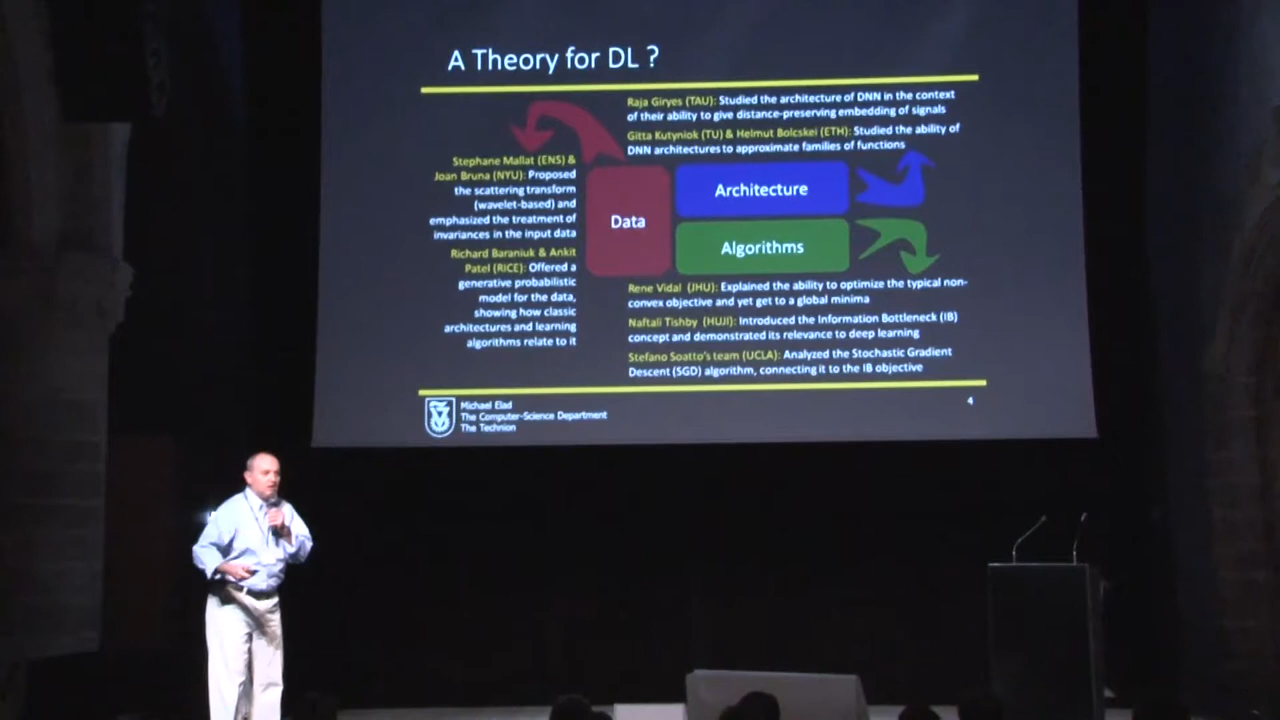 A Theory for DL ?
Raja Giryes (TAU): Studied the architecture of DNN in the context
of their ability to give distance-preserving embedding of signals
Gitta Kutyniok (TU) & Helmut Bolcskei (ETH): Studied the ability of
DNN architectures to approximate families of functions
Stephane Mallat (ENS) &
Joan Bruna (NYU): Proposed
the scattering transform
(wavelet-based) and
emphasized the treatment of
invariances in the input data
Richard Baraniuk & Ankit
Patel (RICE): Offered a
generative probabilistic
model for the data,
showing how classic
architectures and learning
algorithms relate to it
Data
Architecture
Algorithms
Rene Vidal (JHU): Explained the ability to optimize the typical non-
convex objective and yet get to a global minima
Naftali Tishby (HUJI): Introduced the Information Bottleneck (IB)
concept and demonstrated its relevance to deep learning
Stefano Soatto's team (UCLA): Analyzed the Stochastic Gradient
Descent (SGD) algorithm, connecting it to the IB objective
Michael Elad
The Computer-Science Department
The Technion
4